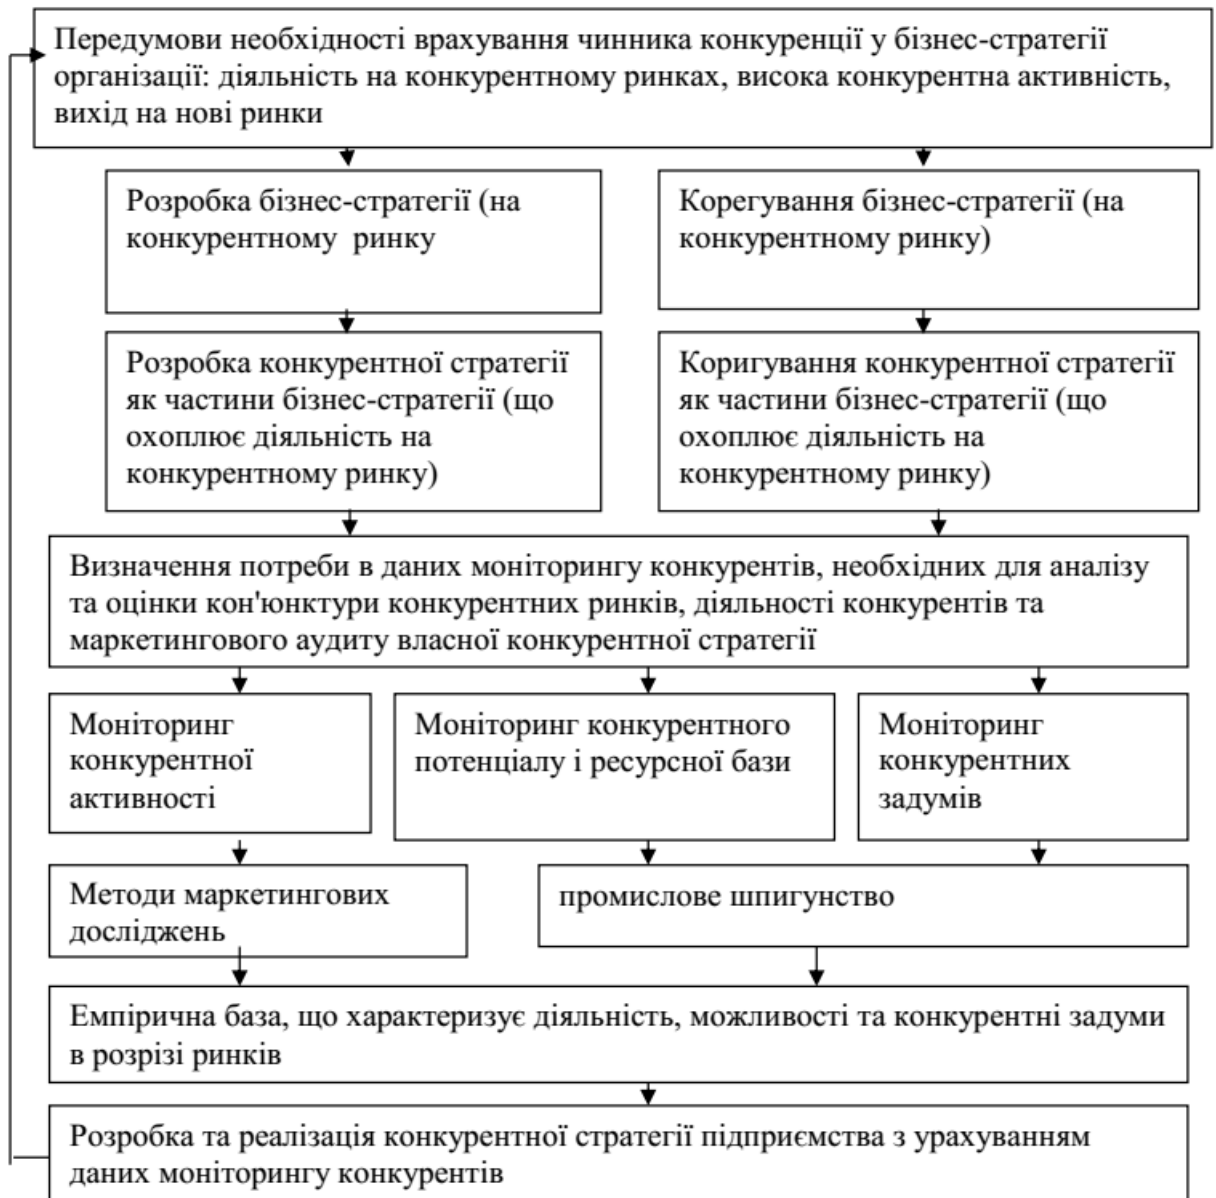 Передумови необхідності врахування чинника конкуренції у бізнес-стратегії
організації: діяльність на конкурентному ринках, висока конкурентна активність,
вихід на нові ринки
Розробка бізнес-стратегії (на
конкурентному ринку
Корегування бізнес-стратегії (на
конкурентному ринку)
Розробка конкурентної стратегії
як частини бізнес-стратегії (що
охоплює діяльність на
конкурентному ринку)
Коригування конкурентної стратегії
як частини бізнес-стратегії (що
охоплює діяльність на
конкурентному ринку)
Визначення потреби в даних моніторингу конкурентів, необхідних для аналізу
та оцінки кон'юнктури конкурентних ринків, діяльності конкурентів та
маркетингового аудиту власної конкурентної стратегії
Моніторинг
конкурентної
активності
Моніторинг конкурентного
потенціалу і ресурсної бази
Моніторинг
конкурентних
задумів
Методи маркетингових
досліджень
промислове шпигунство
Емпірична база, що характеризує діяльність, можливості та конкурентні задуми
в розрізі ринків
Розробка та реалізація конкурентної стратегії підприємства з урахуванням
даних моніторингу конкурентів